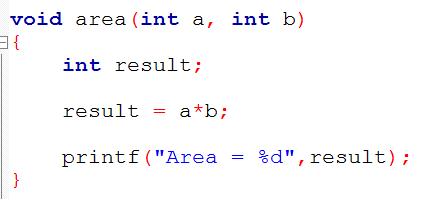 void area(int a, int b)
{
int result;
result = a*b;
printf("Area = %d",result);
}